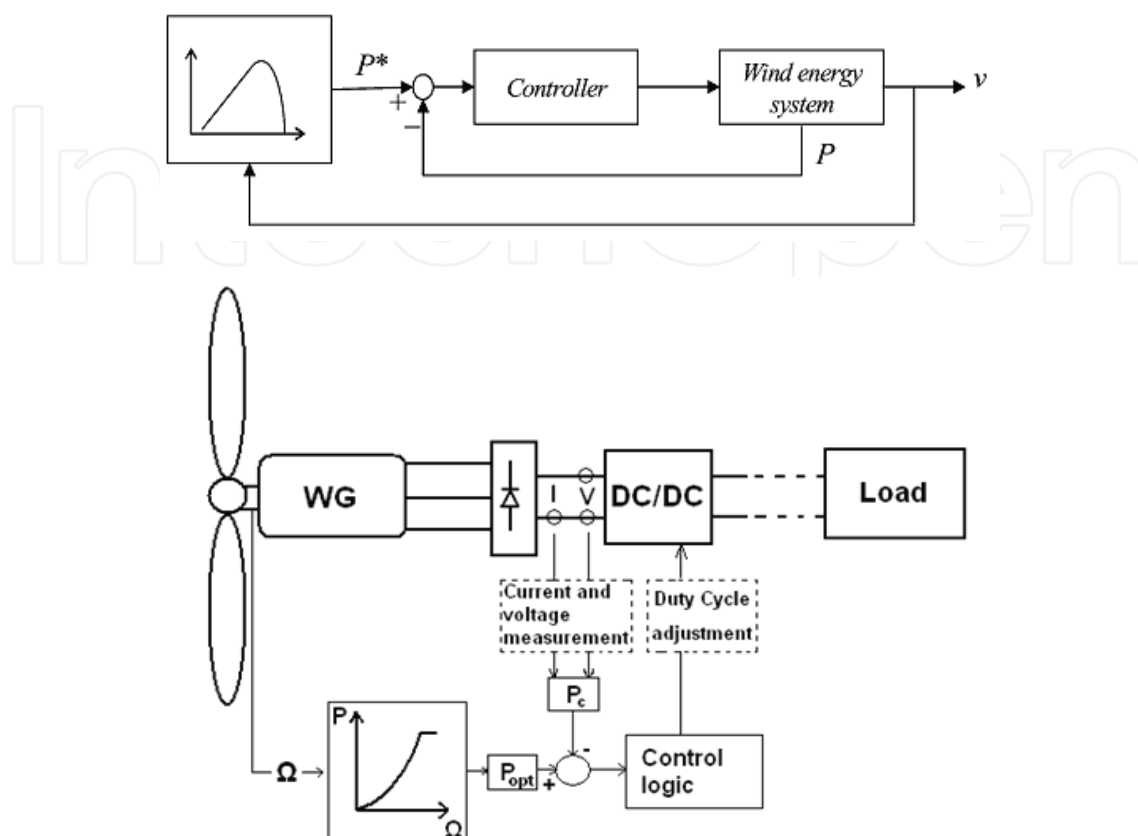 P*
+
−
Controller
Wind energy
system
v
P
IntechOpen
WG
I
V
DC/DC
Load
Current and
voltage
measurement
Duty Cycle
adjustment
Pc
P
Ω
Ω
Popt
+
-
Control
logic